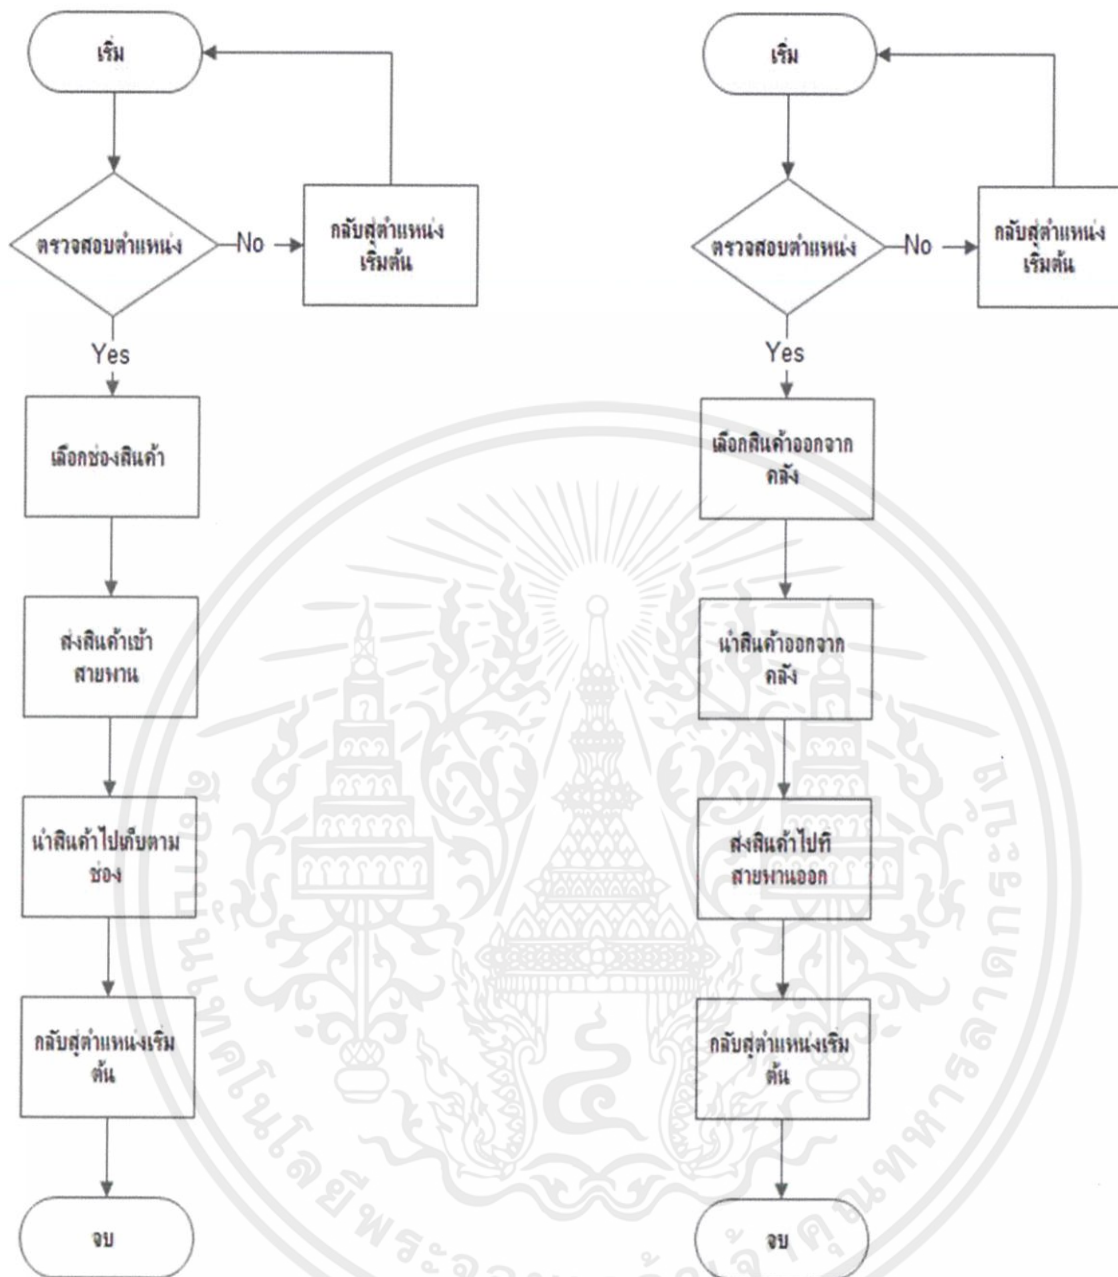 เริ่ม
ตรวจสอบตำแหน่ง
No
กลับสู่ตำแหน่ง
เริ่มต้น
Yes
เลือกช่องสินค้า
ส่งสินค้าเข้า
สายพาน
นำสินค้าไปเก็บตาม
ช่อง
กลับสู่ตำแหน่งเริ่ม
ต้น
จบ
เริ่ม
ตรวจสอบตำแหน่ง
No
กลับสู่ตำแหน่ง
เริ่มต้น
Yes
เลือกสินค้าออกจาก
คลัง
นำสินค้าออกจาก
คลัง
ส่งสินค้าไปที่
สายพานออก
กลับสู่ตำแหน่งเริ่ม
ต้น
จบ